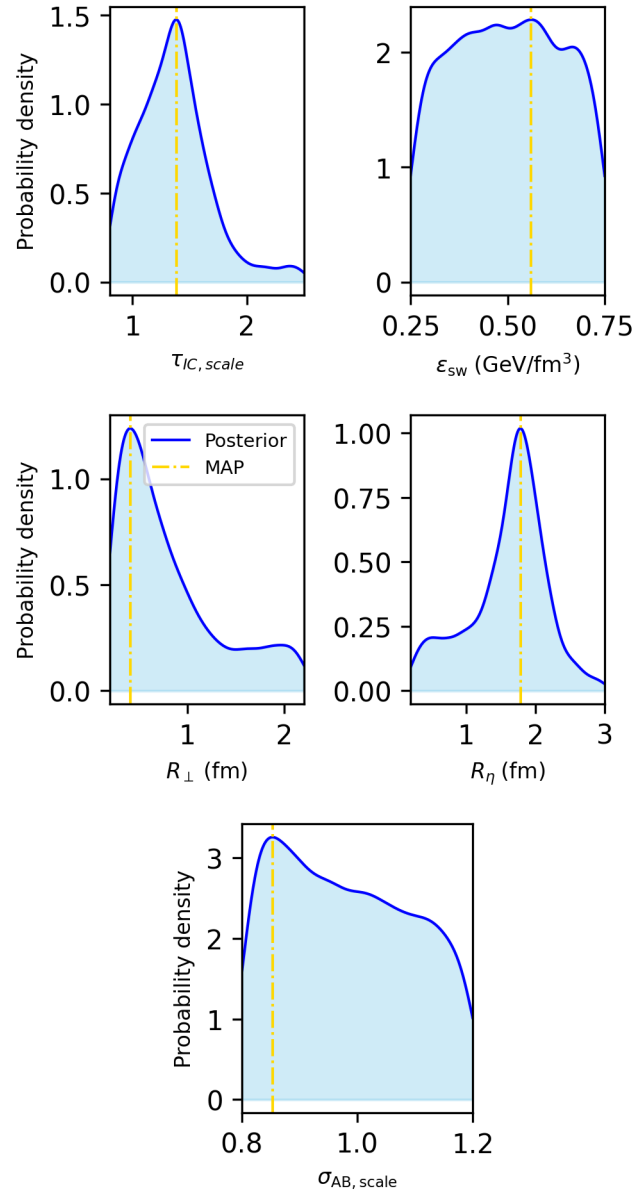 Probability density
1.5
1.0
0.5
0.0
1 2
τ_{IC, scale}
2
1
0
0.25 0.50 0.75
ε_{sw} (GeV/fm³)
Probability density
1.0
0.5
0.0
Posterior
MAP
1 2
R_⊥ (fm)
1.00
0.75
0.50
0.25
0.00
1 2 3
R_η (fm)
Probability density
3
2
1
0
0.8 1.0 1.2
σ_{AB, scale}